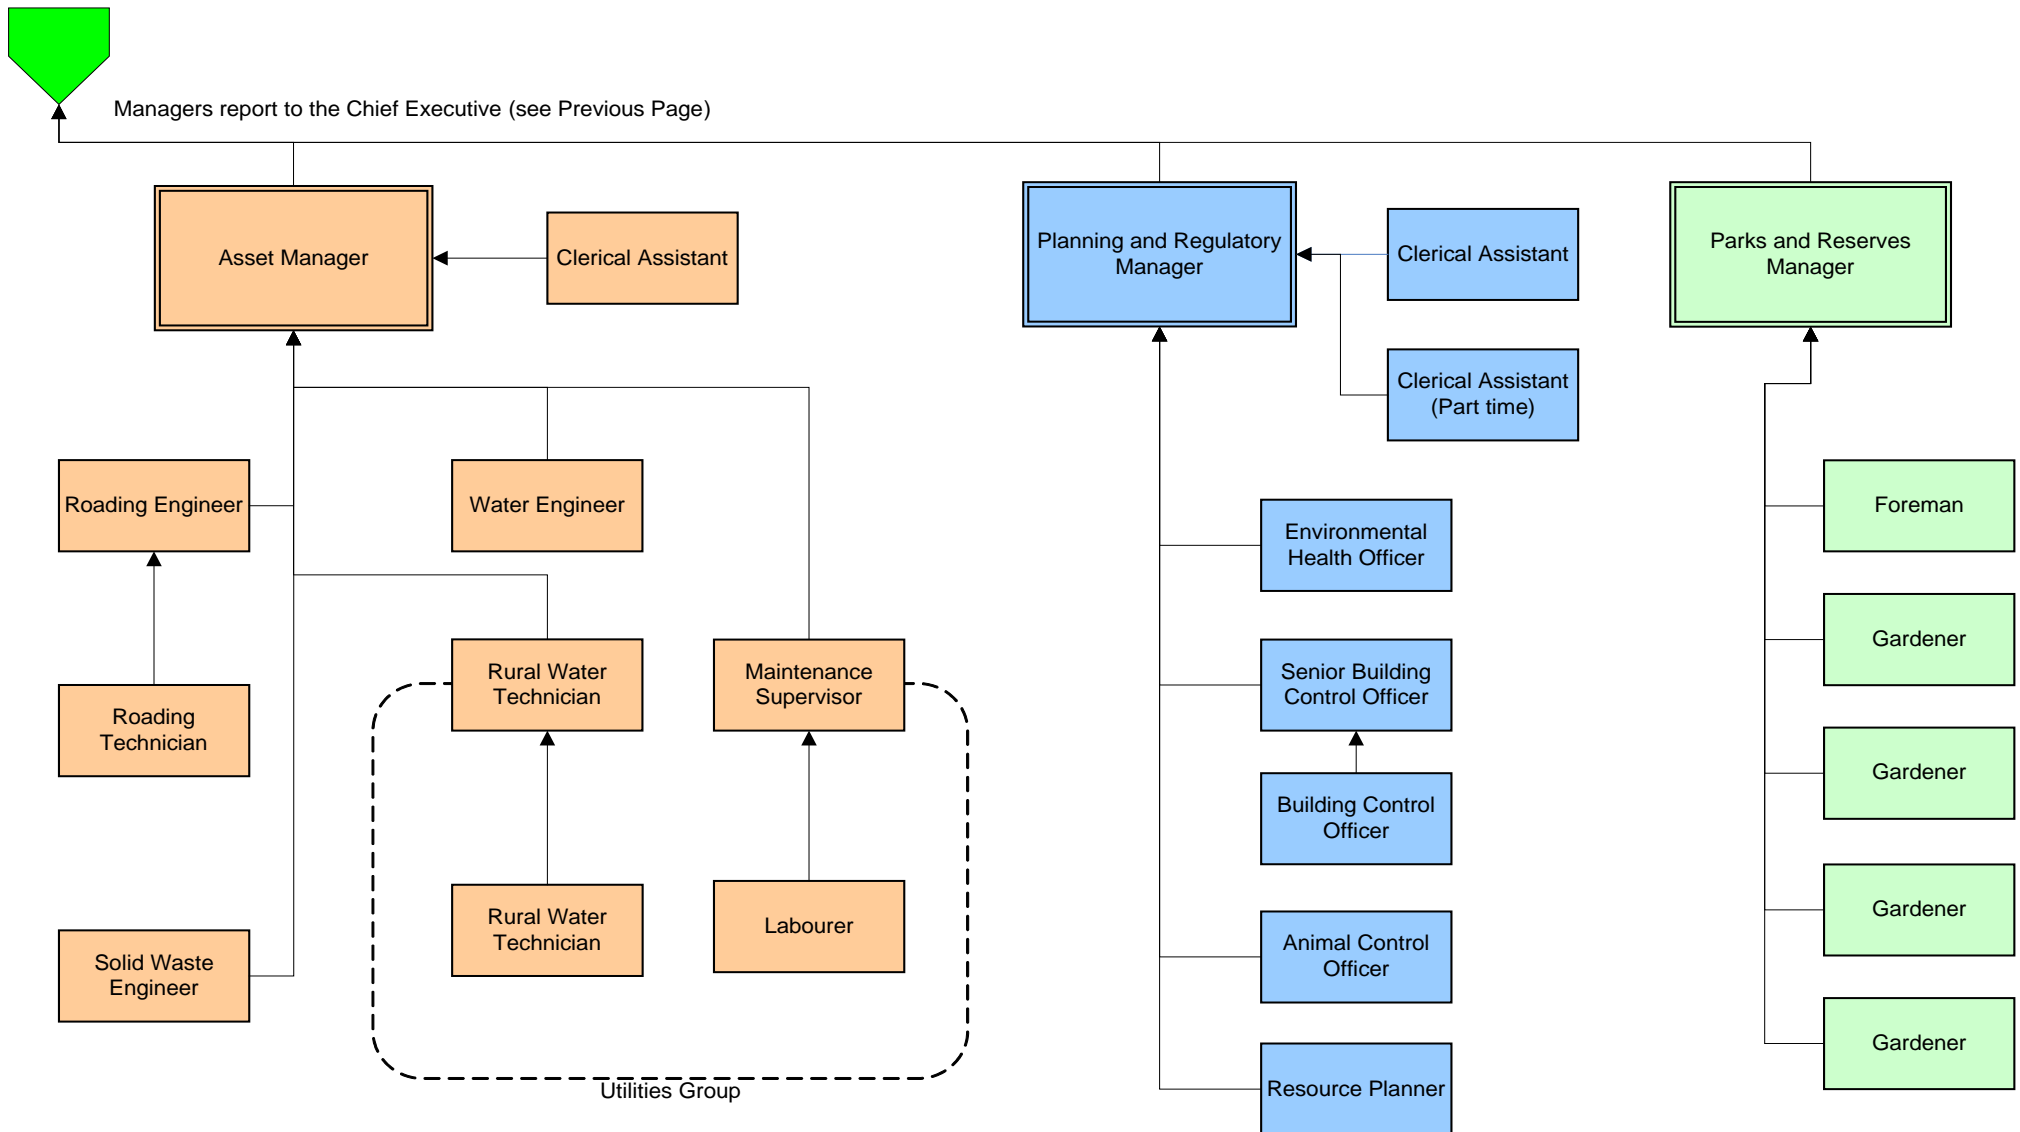 Managers report to the Chief Executive (see Previous Page)
Asset Manager
Clerical Assistant
Planning and Regulatory
Manager
Clerical Assistant
Parks and Reserves
Manager
Clerical Assistant
(Part time)
Roading Engineer
Water Engineer
Environmental
Health Officer
Foreman
Rural Water
Technician
Maintenance
Supervisor
Senior Building
Control Officer
Gardener
Roading
Technician
Building Control
Officer
Gardener
Rural Water
Technician
Labourer
Animal Control
Officer
Gardener
Solid Waste
Engineer
Utilities Group
Resource Planner
Gardener